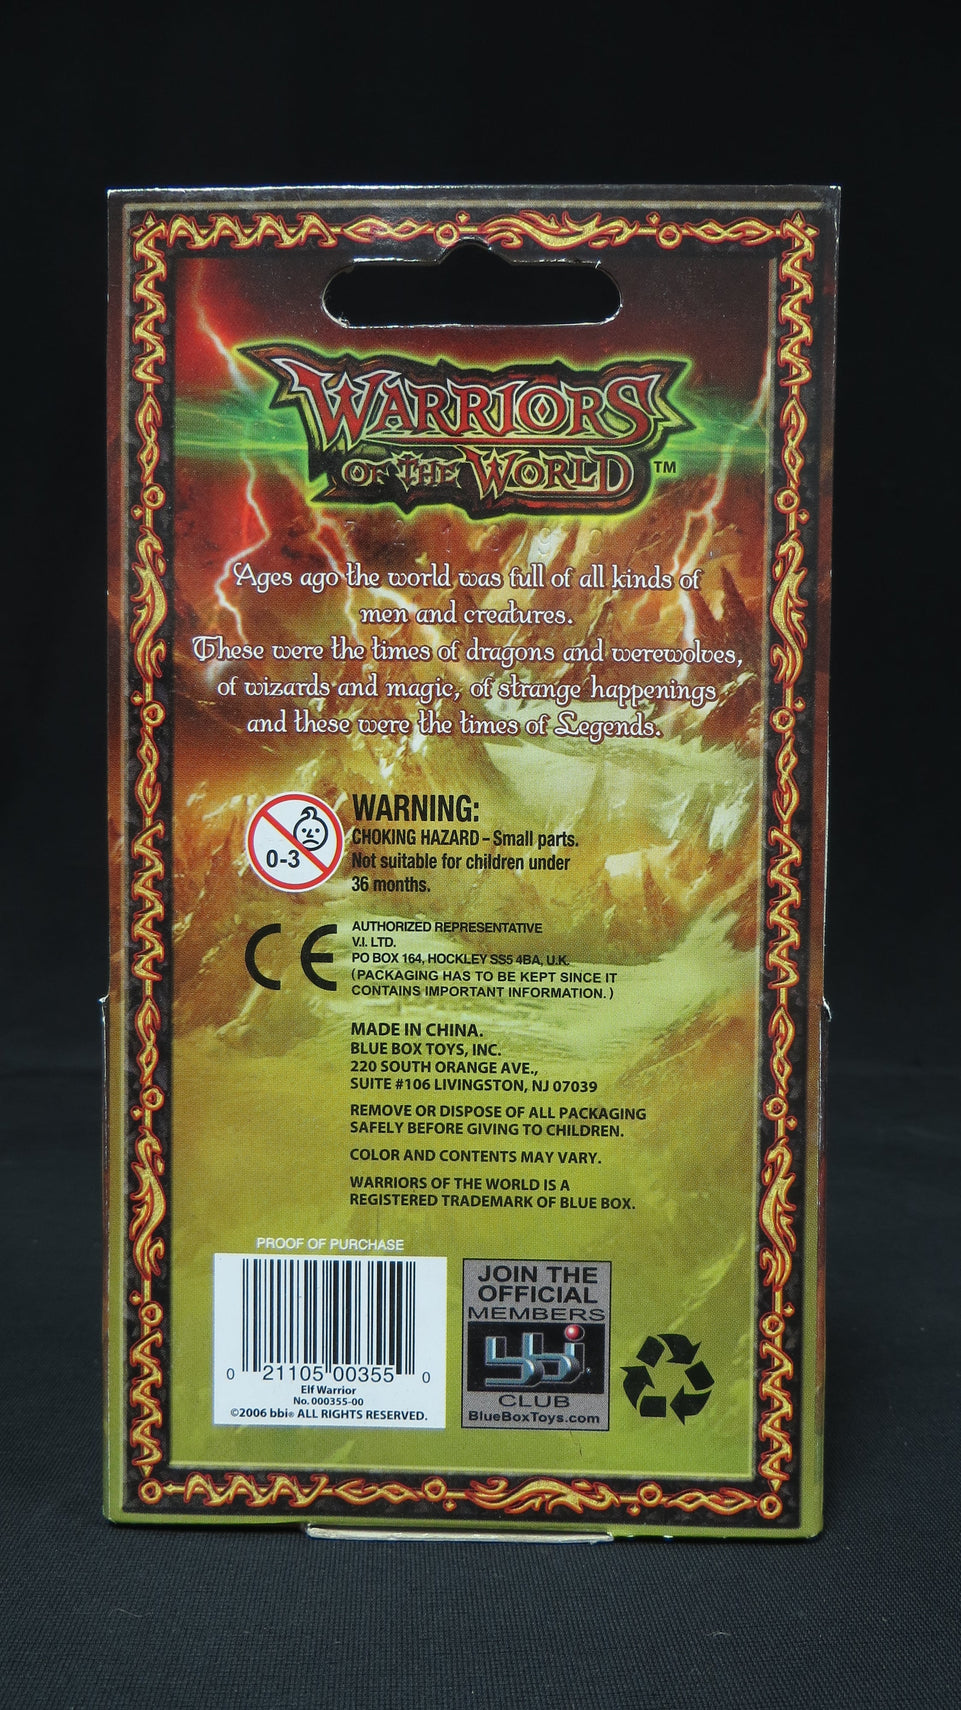 WARRIORS
OF THE WORLD ™
Ages ago the world was full of all kinds of
men and creatures.
These were the times of dragons and werewolves,
of wizards and magic, of strange happenings
and these were the times of Legends.
WARNING:
CHOKING HAZARD – Small parts.
0-3
Not suitable for children under
36 months.
CE
AUTHORIZED REPRESENTATIVE
V.I. LTD.
PO BOX 164, HOCKLEY SS5 4BA, U.K.
(PACKAGING HAS TO BE KEPT SINCE IT
CONTAINS IMPORTANT INFORMATION.)
MADE IN CHINA.
BLUE BOX TOYS, INC.
220 SOUTH ORANGE AVE.,
SUITE #106 LIVINGSTON, NJ 07039
REMOVE OR DISPOSE OF ALL PACKAGING
SAFELY BEFORE GIVING TO CHILDREN.
COLOR AND CONTENTS MAY VARY.
WARRIORS OF THE WORLD IS A
REGISTERED TRADEMARK OF BLUE BOX.
PROOF OF PURCHASE
0 21105 00355 0
Elf Warrior
No. 000355-00
©2006 bbi® ALL RIGHTS RESERVED.
JOIN THE
OFFICIAL
MEMBERS
bbi®
CLUB
BlueBoxToys.com